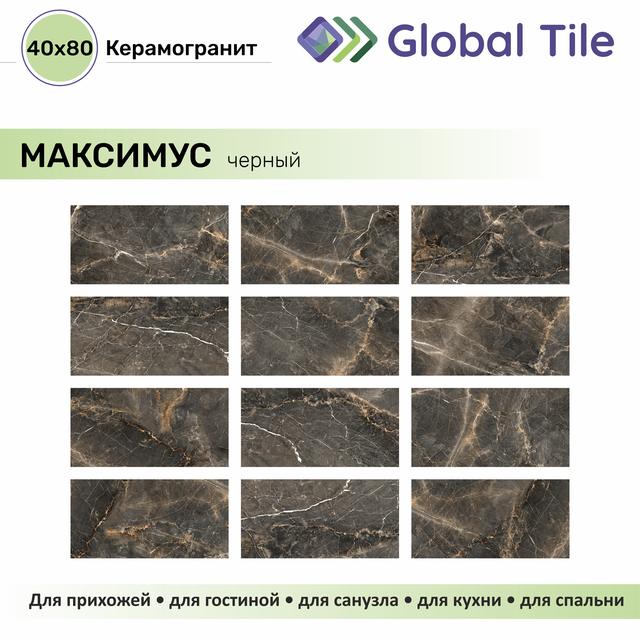 40x80 Керамогранит
Global Tile
МАКСИМУС черный
Для прихожей • для гостиной • для санузла • для кухни • для спальни